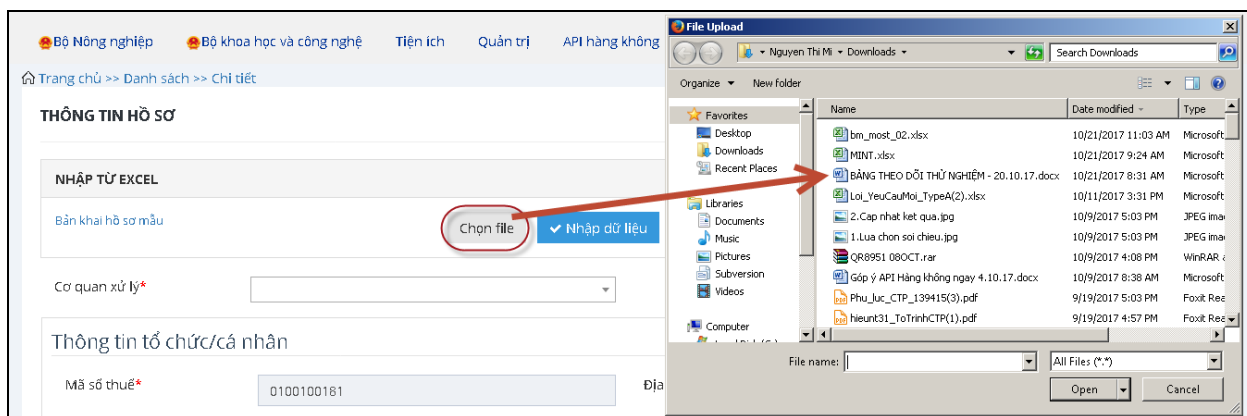 Bộ Nông nghiệp Bộ khoa học và công nghệ Tiện ích Quản trị API hàng không
Trang chủ >> Danh sách >> Chi tiết
THÔNG TIN HỒ SƠ
NHẬP TỪ EXCEL
Bản khai hồ sơ mẫu
Chọn file
Nhập dữ liệu
Cơ quan xử lý*
Thông tin tổ chức/cá nhân
Mã số thuế*
0100100181
Địa
File Upload
Nguyen Thi Mi Downloads
Search Downloads
Organize New folder
Favorites
Desktop
Downloads
Recent Places
Libraries
Documents
Music
Pictures
Subversion
Videos
Computer
Name Date modified Type
bm_most_02.xlsx 10/21/2017 11:03 AM Microsoft
MINT.xlsx 10/21/2017 9:24 AM Microsoft
BẢNG THEO DÕI THỬ NGHIỆM - 20.10.17.docx 10/21/2017 8:31 AM Microsoft
Loi_YeuCauMoi_TypeA(2).xlsx 10/11/2017 3:31 PM Microsoft
2.Cap nhat ket qua.jpg 10/9/2017 5:03 PM JPEG ima
1.Lua chon soi chieu.jpg 10/9/2017 5:03 PM JPEG ima
QR8951 08OCT.rar 10/9/2017 4:08 PM WinRAR
Góp ý API Hàng không ngay 4.10.17.docx 10/9/2017 8:38 AM Microsoft
Phu_luc_CTP_139415(3).pdf 9/19/2017 5:03 PM Foxit Rea
hieunt31_ToTrinhCTP(1).pdf 9/19/2017 4:57 PM Foxit Rea
File name:
All Files (*.*)
Open
Cancel